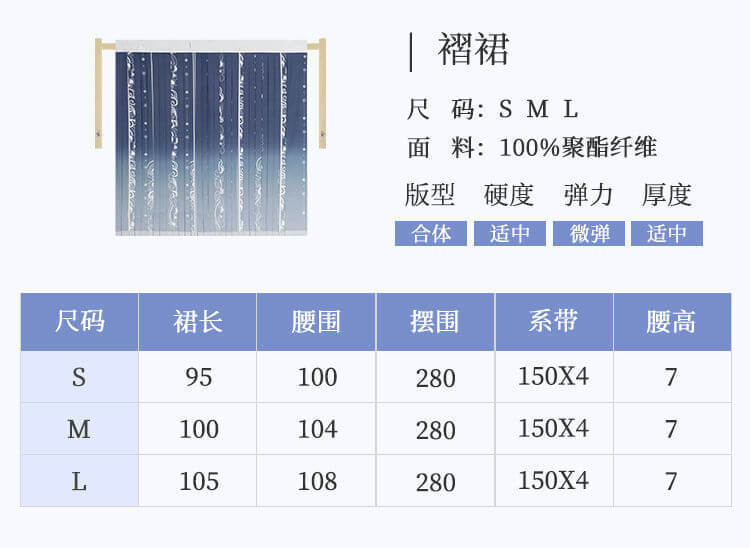 褶裙
尺 码: S M L
面 料: 100%聚酯纤维
版型 硬度 弹力 厚度
合体 适中 微弹 适中
尺码 裙长 腰围 摆围 系带 腰高
S 95 100 280 150X4 7
M 100 104 280 150X4 7
L 105 108 280 150X4 7